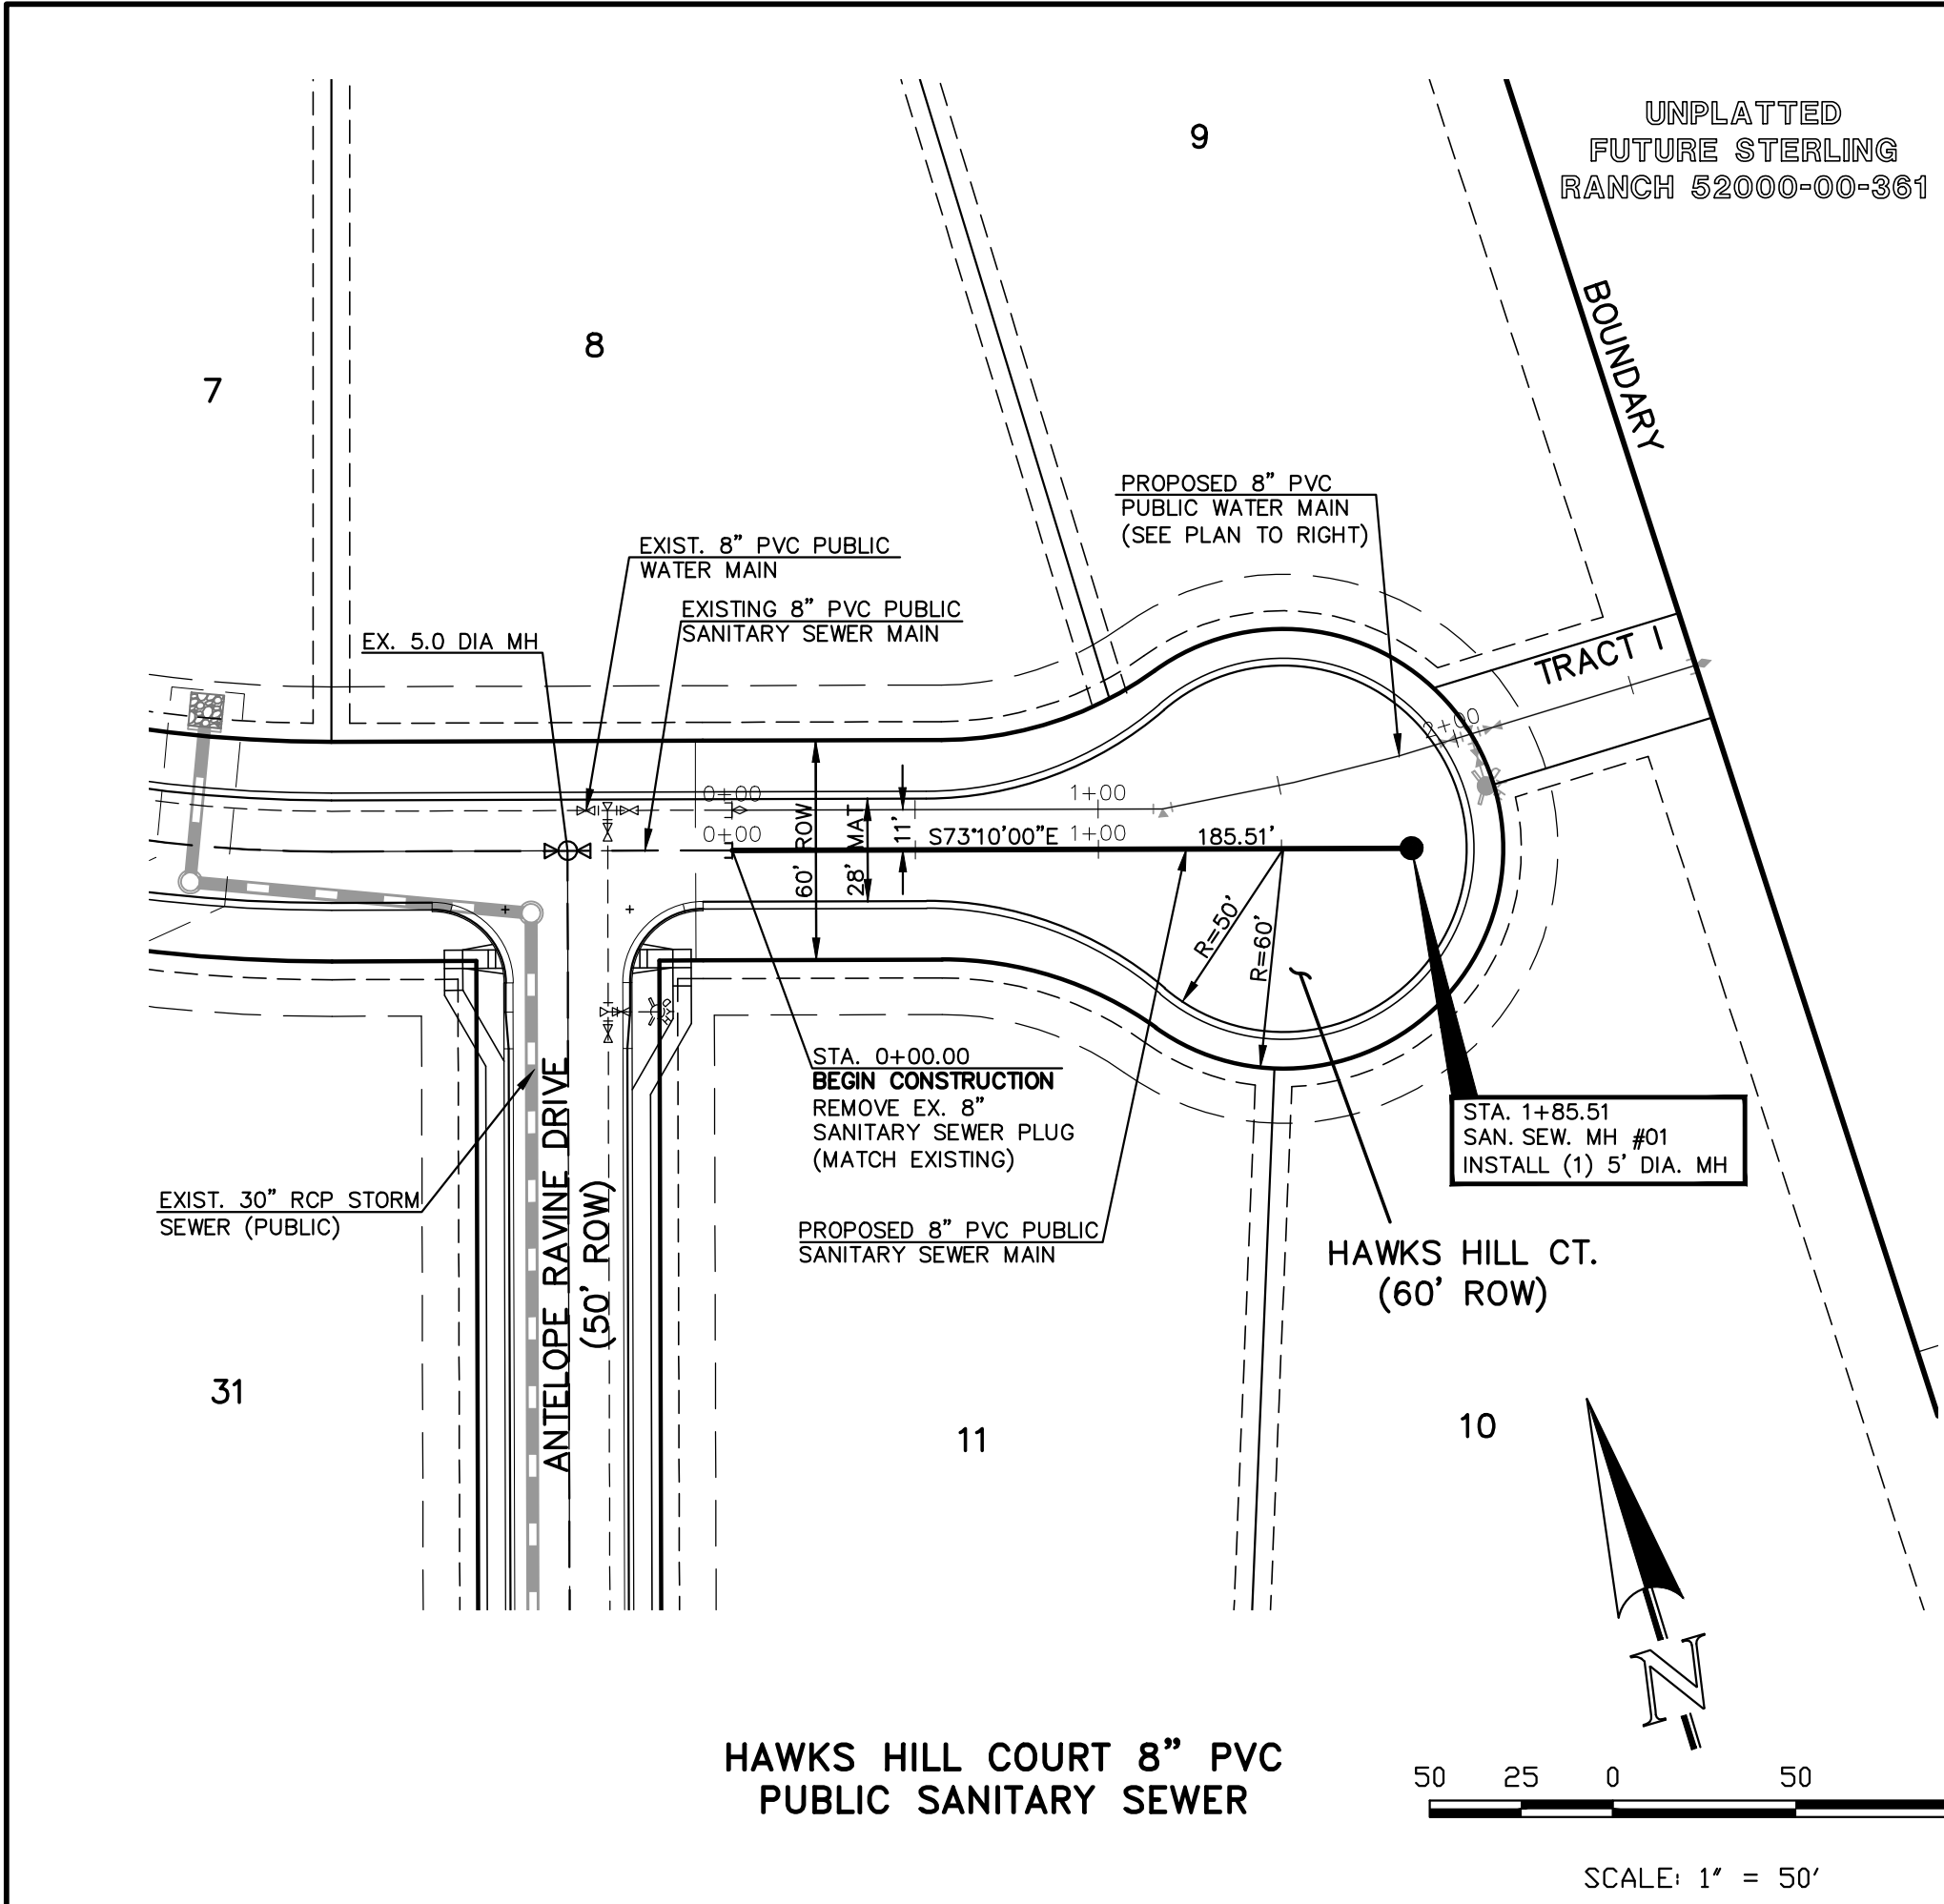 UNPLATTED
FUTURE STERLING
RANCH 52000-00-361
9
8
7
BOUNDARY
PROPOSED 8” PVC
PUBLIC WATER MAIN
(SEE PLAN TO RIGHT)
EXIST. 8” PVC PUBLIC
WATER MAIN
EXISTING 8” PVC PUBLIC
SANITARY SEWER MAIN
EX. 5.0 DIA MH
TRACT I
2+00
0+00
1+00
0+00
60' ROW
28' MAT
11'
S73°10'00"E
1+00
185.51'
R=50'
R=60'
STA. 0+00.00
BEGIN CONSTRUCTION
REMOVE EX. 8”
SANITARY SEWER PLUG
(MATCH EXISTING)
STA. 1+85.51
SAN. SEW. MH #01
INSTALL (1) 5' DIA. MH
EXIST. 30” RCP STORM
SEWER (PUBLIC)
ANTELOPE RAVINE DRIVE
(50' ROW)
PROPOSED 8” PVC PUBLIC
SANITARY SEWER MAIN
HAWKS HILL CT.
(60' ROW)
31
11
10
N
HAWKS HILL COURT 8” PVC
PUBLIC SANITARY SEWER
50 25 0 50
SCALE: 1" = 50'